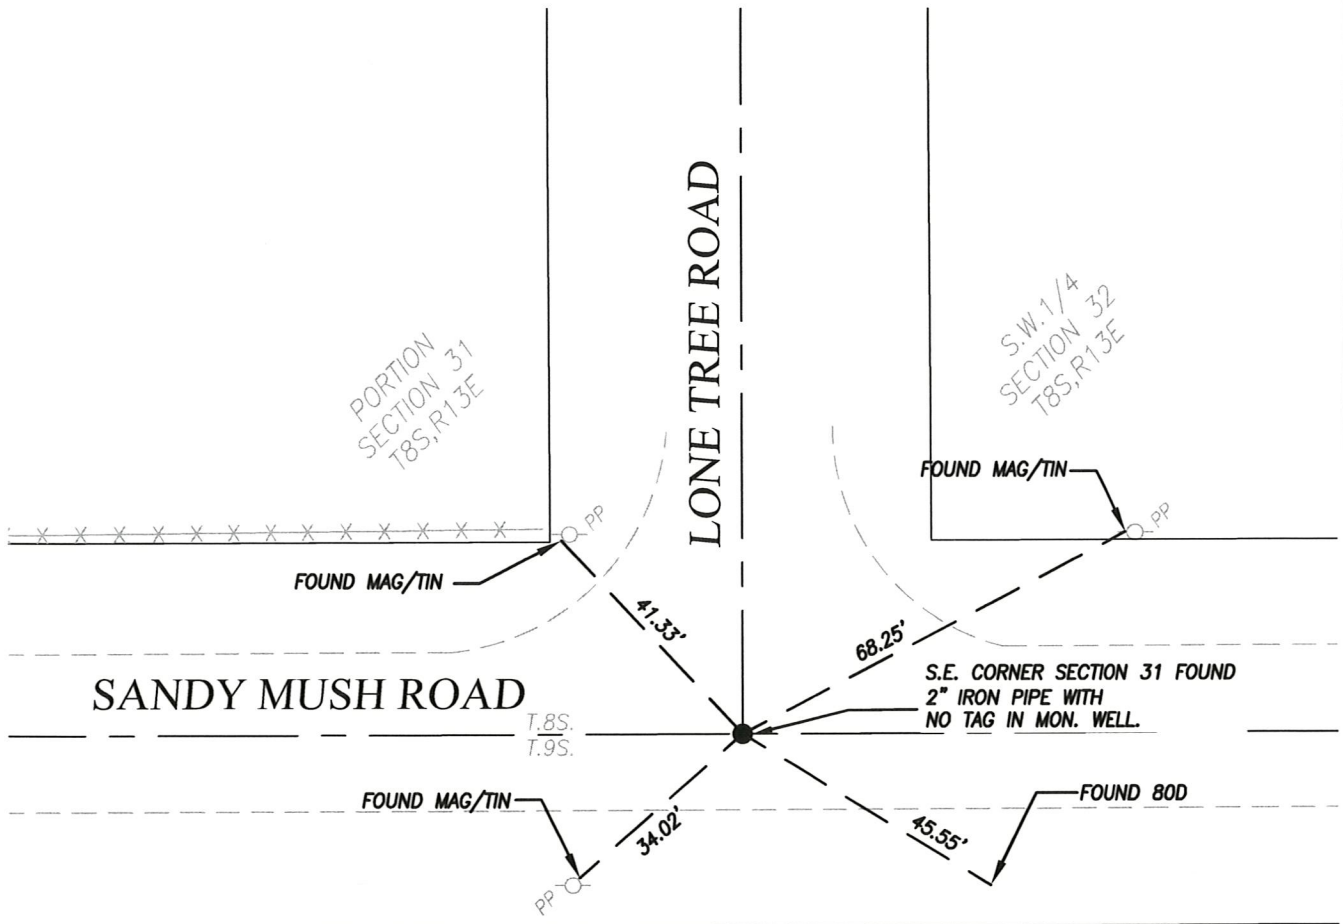 LONE TREE ROAD
PORTION
SECTION 31
T8S,R13E
S.W.1/4
SECTION 32
T8S,R13E
FOUND MAG/TIN
PP
PP
FOUND MAG/TIN
41.33'
68.25'
S.E. CORNER SECTION 31 FOUND
2" IRON PIPE WITH
NO TAG IN MON. WELL.
SANDY MUSH ROAD
T.8S.
T.9S.
FOUND MAG/TIN
34.02'
45.55'
FOUND 80D
PP